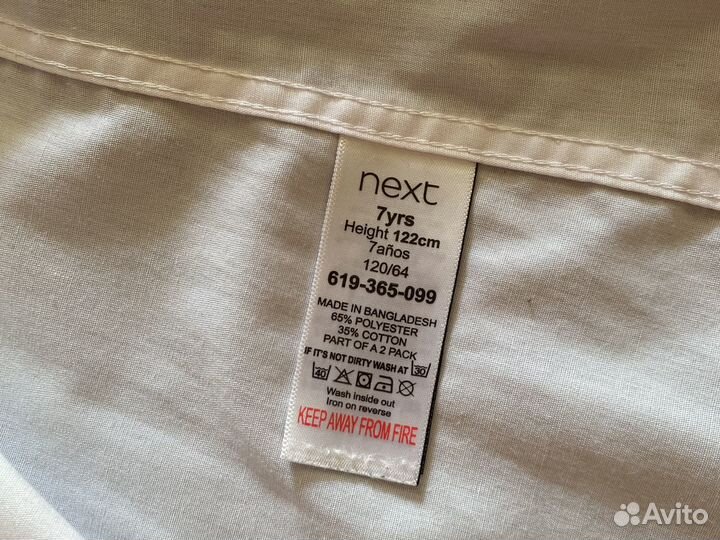 next
7yrs
Height 122cm
7años
120/64
619-365-099
MADE IN BANGLADESH
65% POLYESTER
35% COTTON
PART OF A 2 PACK
IF IT'S NOT DIRTY WASH AT 30
40
Wash inside out
Iron on reverse
KEEP AWAY FROM FIRE
Avito